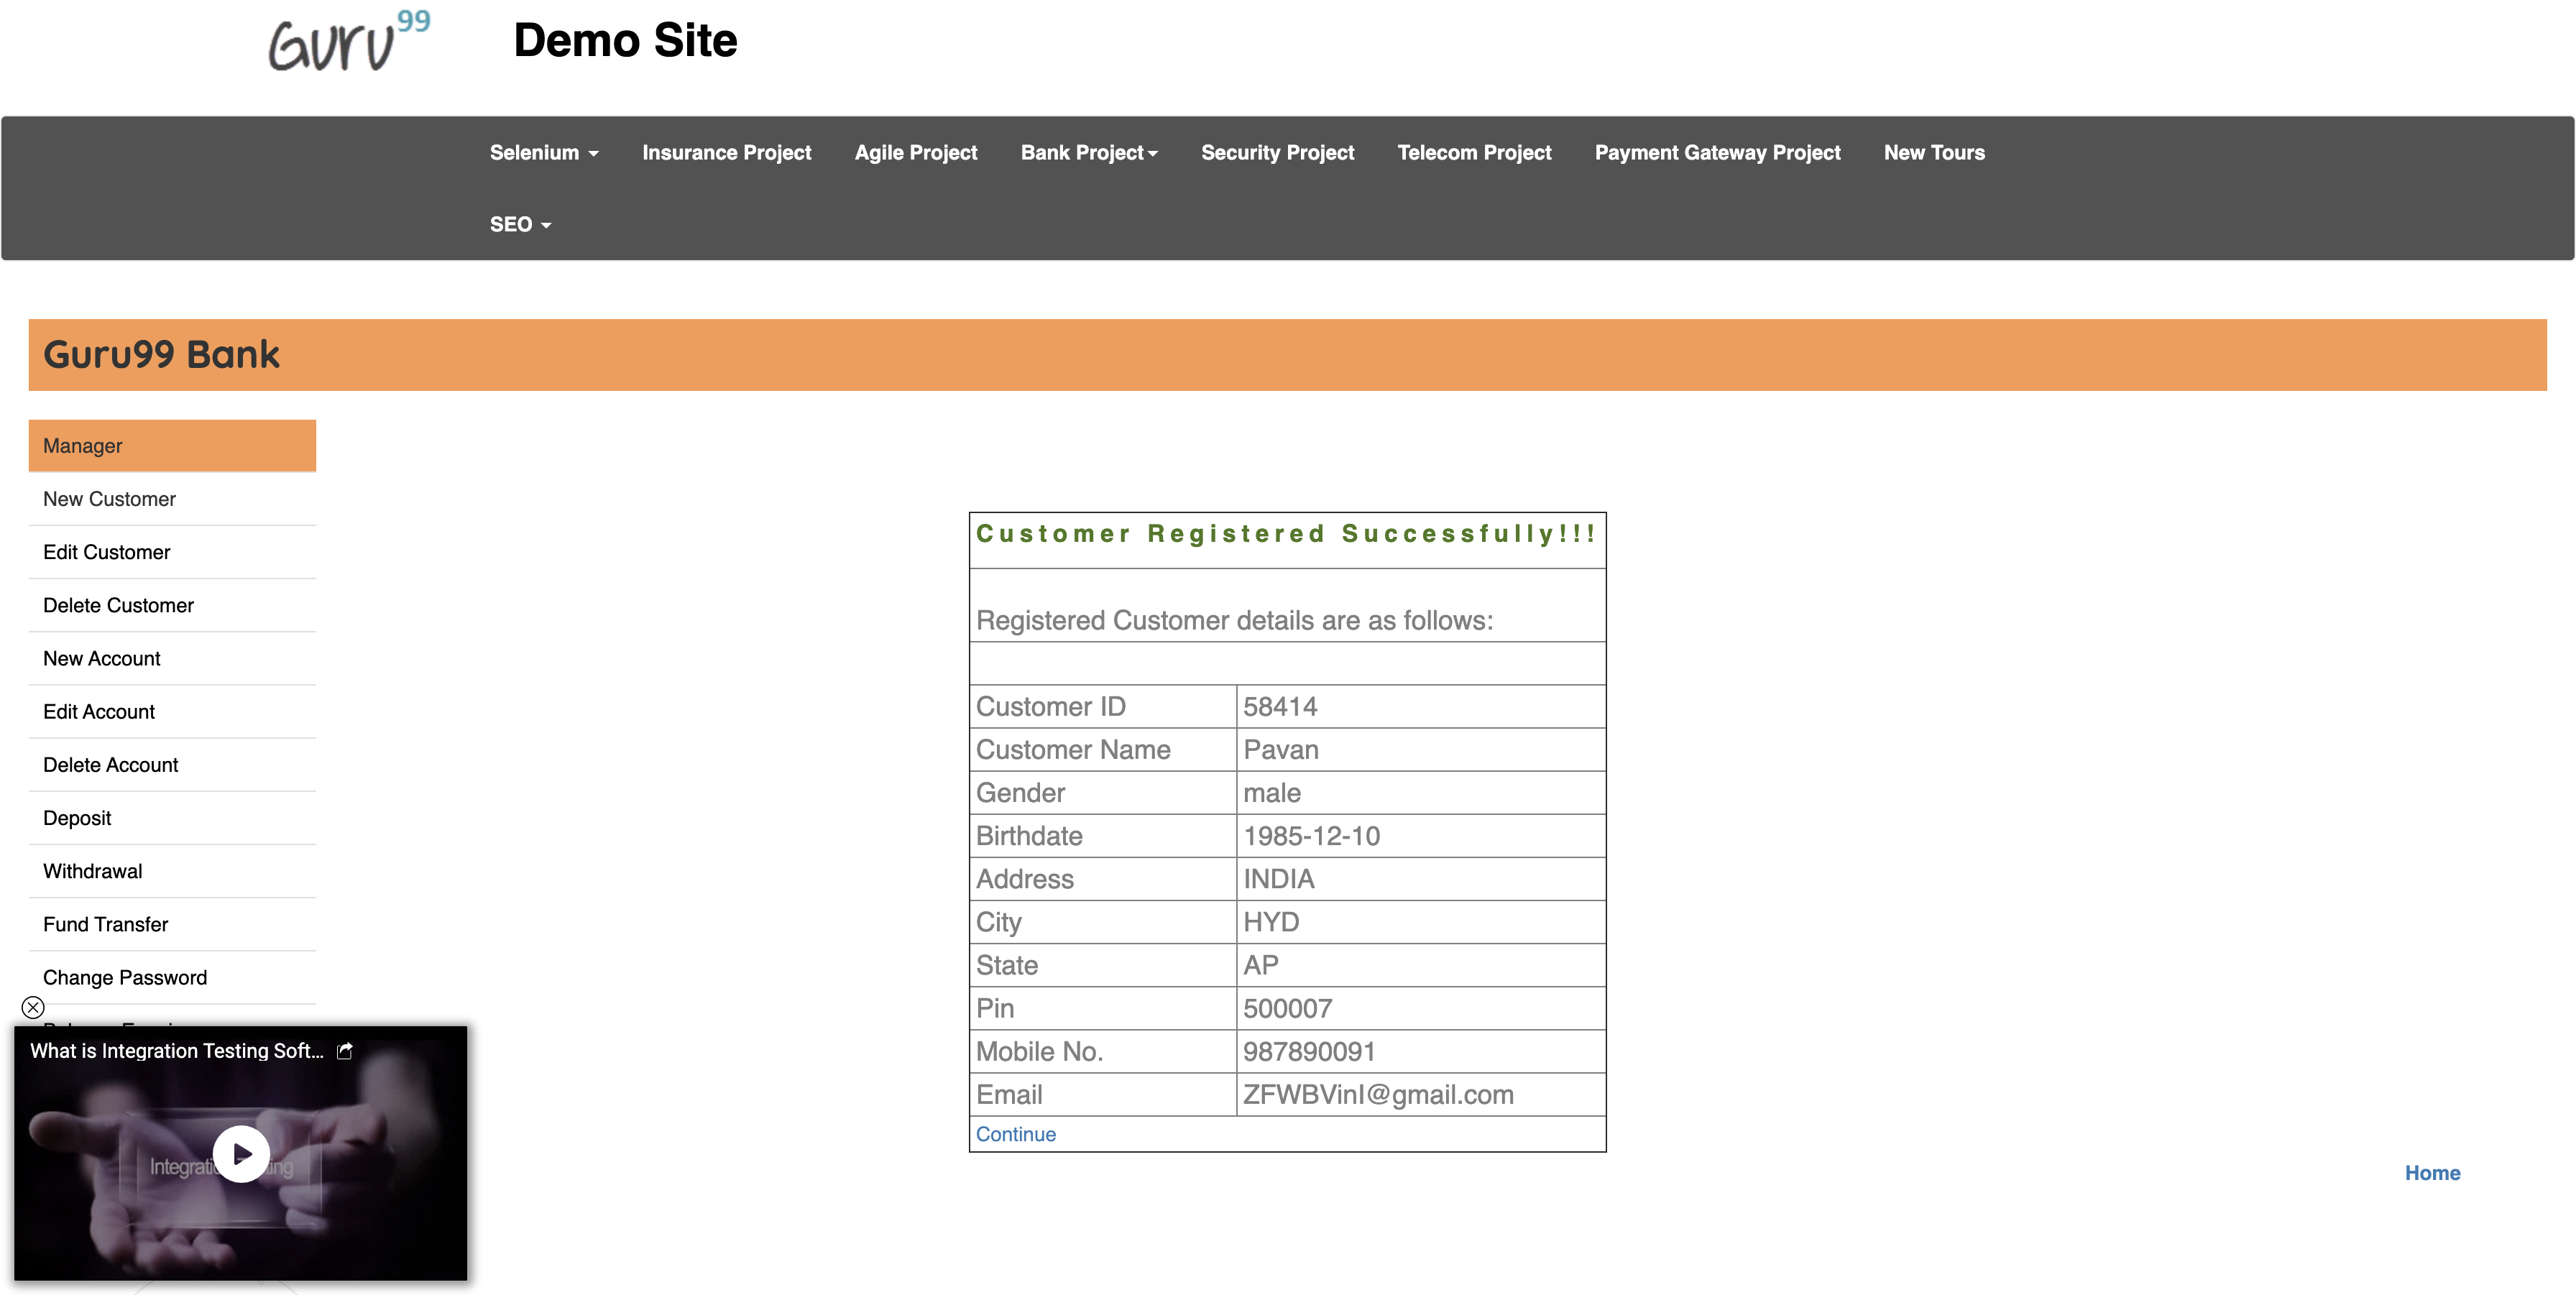 Guru99
Demo Site
Selenium
Insurance Project
Agile Project
Bank Project
Security Project
Telecom Project
Payment Gateway Project
New Tours
SEO
Guru99 Bank
Manager
New Customer
Edit Customer
Delete Customer
New Account
Edit Account
Delete Account
Deposit
Withdrawal
Fund Transfer
Change Password
What is Integration Testing Soft...
Customer Registered Successfully!!!
Registered Customer details are as follows:
Customer ID 58414
Customer Name Pavan
Gender male
Birthdate 1985-12-10
Address INDIA
City HYD
State AP
Pin 500007
Mobile No. 987890091
Email ZFWBVinI@gmail.com
Continue
Home